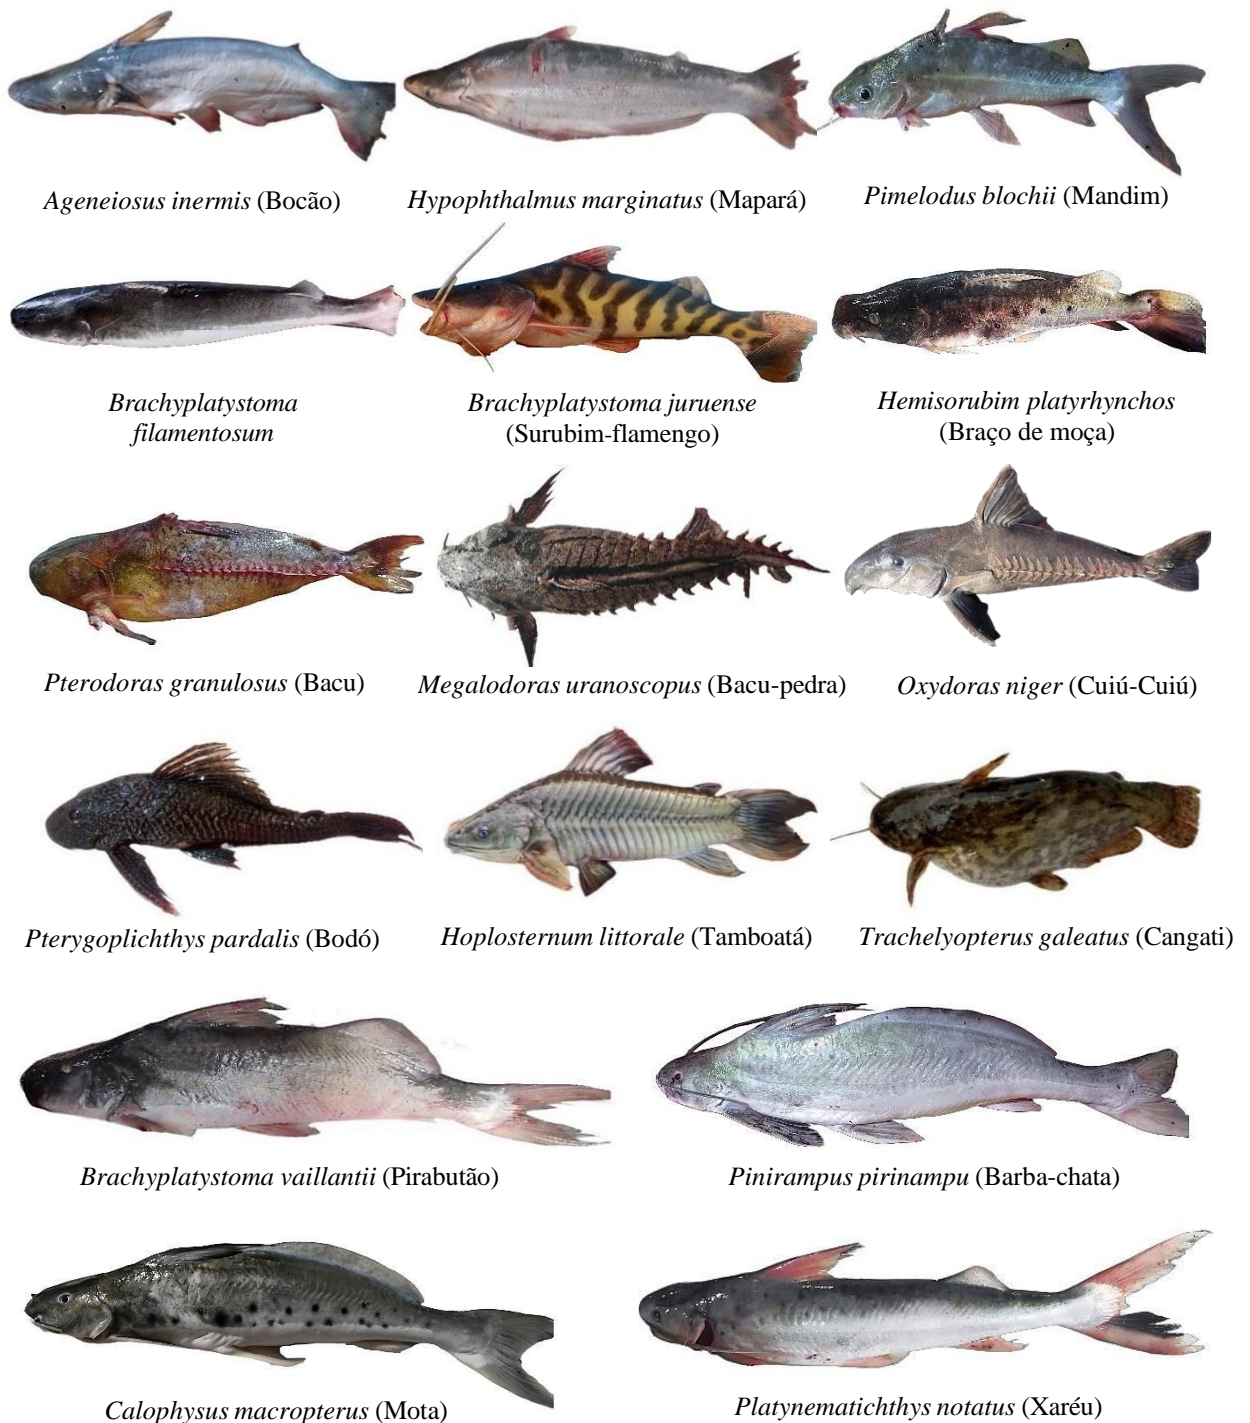 Ageneiosus inermis (Bocão)
Hypophthalmus marginatus (Mapará)
Pimelodus blochii (Mandim)
Brachyplatystoma
filamentosum
Brachyplatystoma juruense
(Surubim-flamengo)
Hemisorubim platyrhynchos
(Braço de moça)
Pterodoras granulosus (Bacu)
Megalodoras uranoscopus (Bacu-pedra)
Oxydoras niger (Cuiú-Cuiú)
Pterygoplichthys pardalis (Bodó)
Hoplosternum littorale (Tamboatá)
Trachelyopterus galeatus (Cangati)
Brachyplatystoma vaillantii (Pirabutão)
Pinirampus pirinampu (Barba-chata)
Calophysus macropterus (Mota)
Platynematichthys notatus (Xaréu)